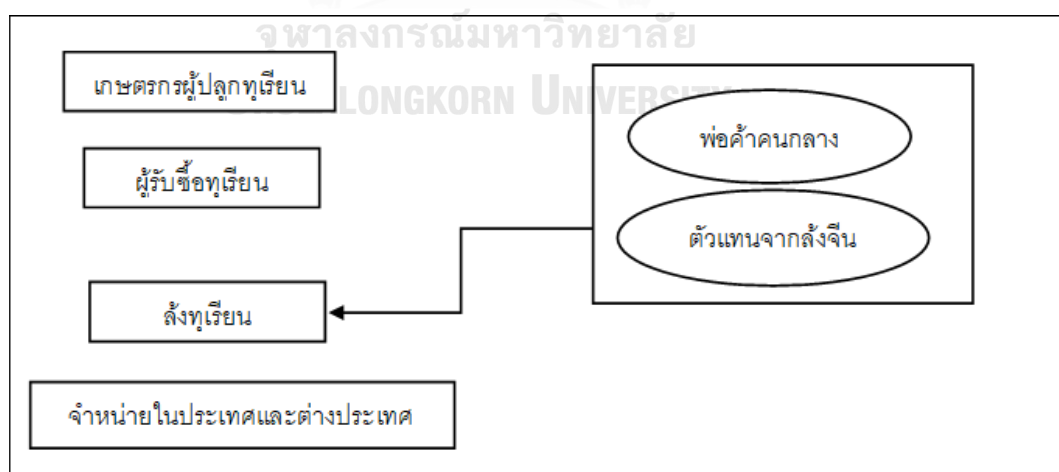 จุฬาลงกรณ์มหาวิทยาลัย
LONGKORN UNIVERSITY
เกษตรกรผู้ปลูกทุเรียน
ผู้รับซื้อทุเรียน
ล้งทุเรียน
จำหน่ายในประเทศและต่างประเทศ
พ่อค้าคนกลาง
ตัวแทนจากล้งจีน